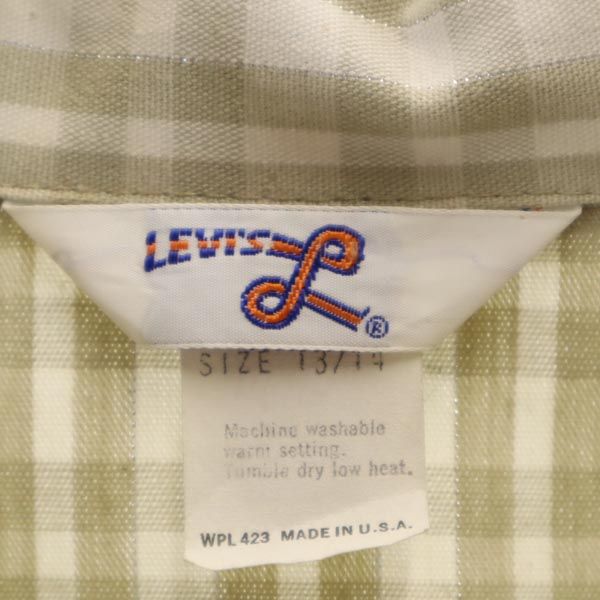 LEVI'S
®
SIZE 13/14
Machine washable
warm setting.
Tumble dry low heat.
WPL 423 MADE IN U.S.A.